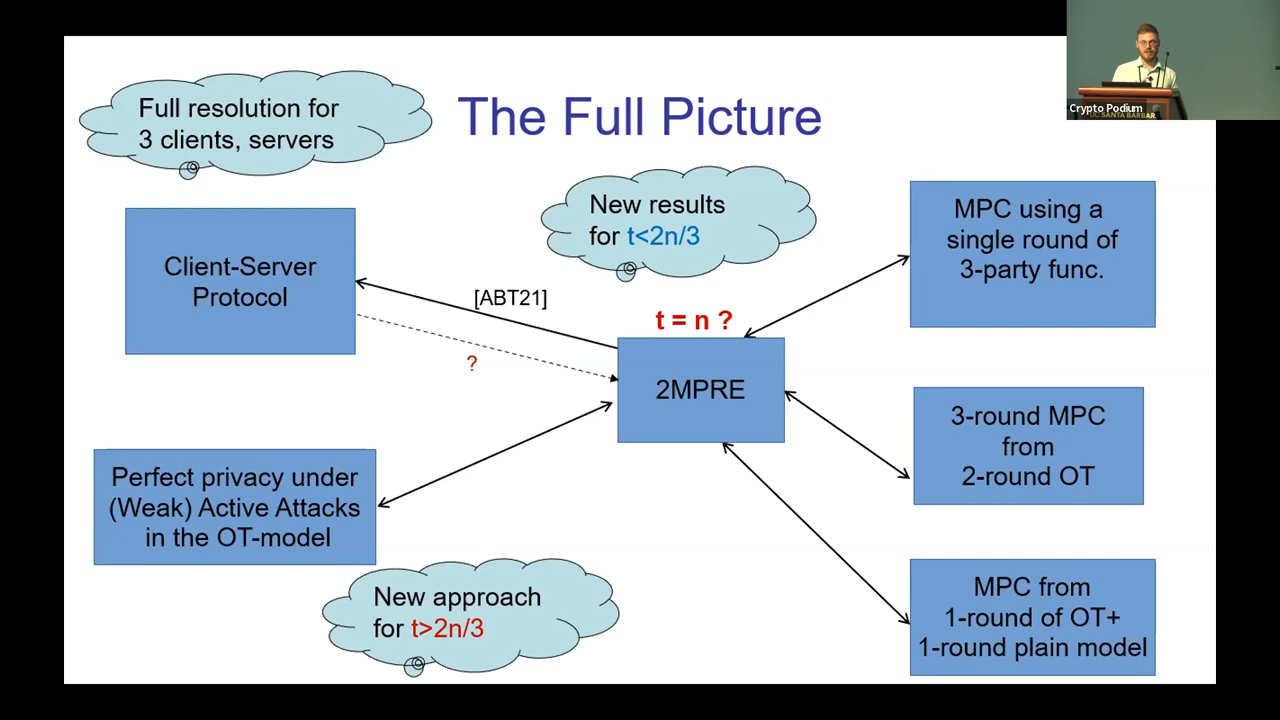 Full resolution for
3 clients, servers
The Full Picture
Crypto Podium
UC SANTA BARBAR
New results
for t<2n/3
MPC using a
single round of
3-party func.
Client-Server
Protocol
[ABT21]
t = n ?
?
2MPRE
3-round MPC
from
2-round OT
Perfect privacy under
(Weak) Active Attacks
in the OT-model
New approach
for t>2n/3
MPC from
1-round of OT+
1-round plain model